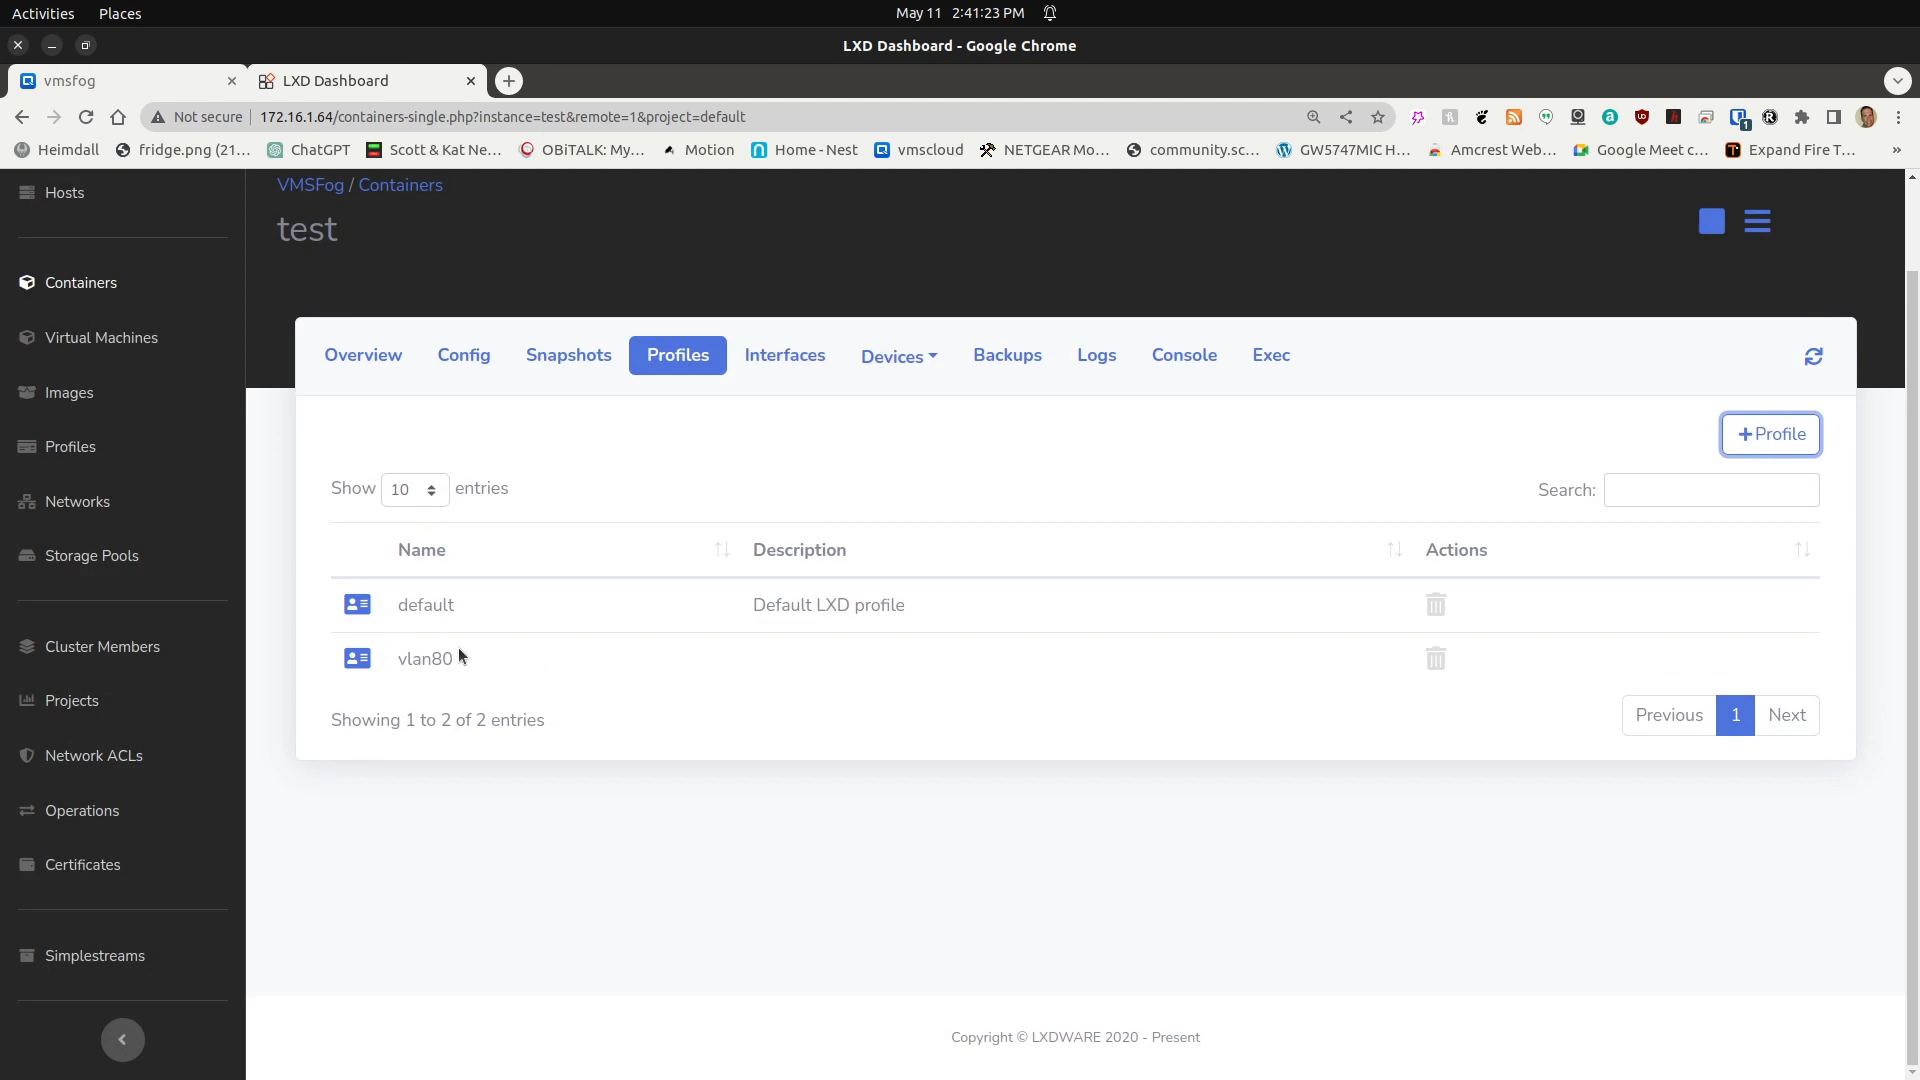 Activities Places May 11 2:41:23 PM
LXD Dashboard - Google Chrome
vmsfog LXD Dashboard
Not secure 172.16.1.64/containers-single.php?instance=test&remote=1&project=default
Heimdall fridge.png (21... ChatGPT Scott & Kat Ne... OBiTALK: My... Motion Home - Nest vmscloud NETGEAR Mo... community.sc... GW5747MIC H... Amcrest Web... Google Meet c... Expand Fire T... »
Hosts
Containers
Virtual Machines
Images
Profiles
Networks
Storage Pools
Cluster Members
Projects
Network ACLs
Operations
Certificates
Simplestreams
VMSFog / Containers
test
Overview Config Snapshots Profiles Interfaces Devices Backups Logs Console Exec
+ Profile
Show 10 entries Search:
Name Description Actions
default Default LXD profile
vlan80
Showing 1 to 2 of 2 entries Previous 1 Next
Copyright © LXDWARE 2020 - Present